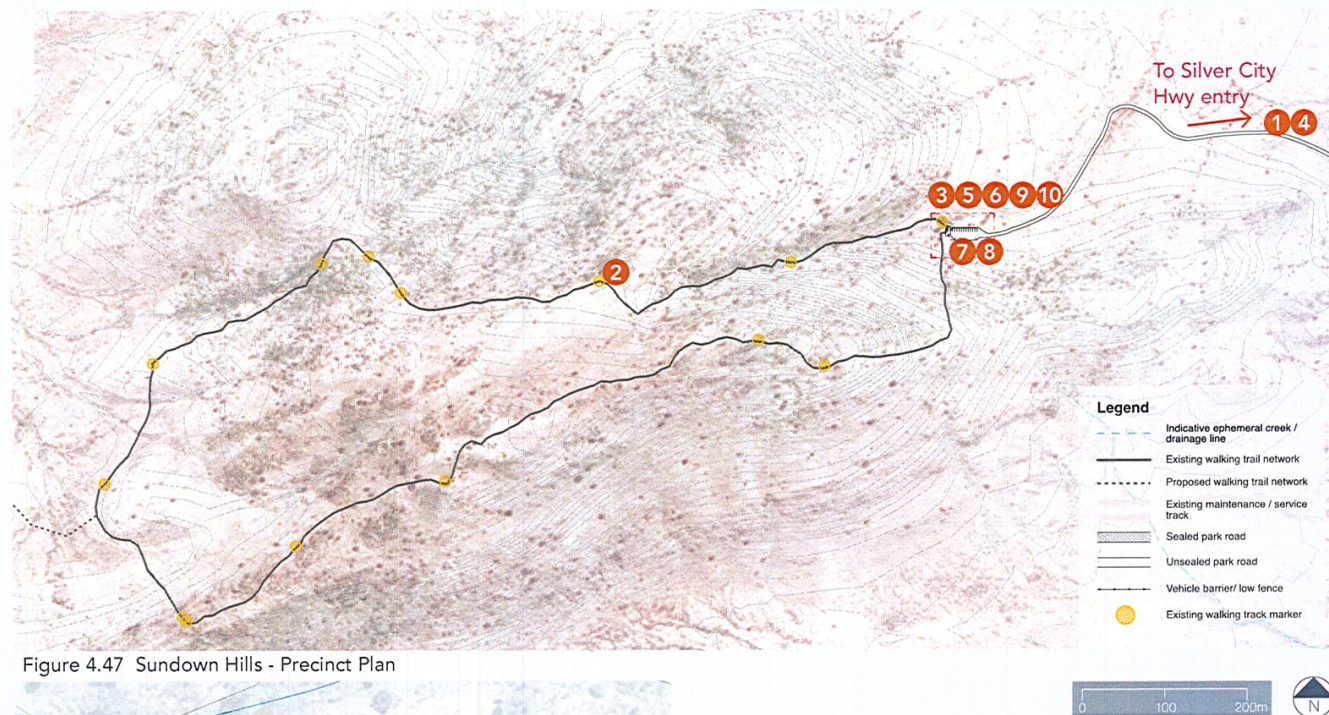 To Silver City
Hwy entry
1 4
3 5 6 9 10
7 8
2
Legend
Indicative ephemeral creek /
drainage line
Existing walking trail network
Proposed walking trail network
Existing maintenance / service
track
Sealed park road
Unsealed park road
Vehicle barrier/ low fence
Existing walking track marker
Figure 4.47 Sundown Hills - Precinct Plan
0 100 200m
N